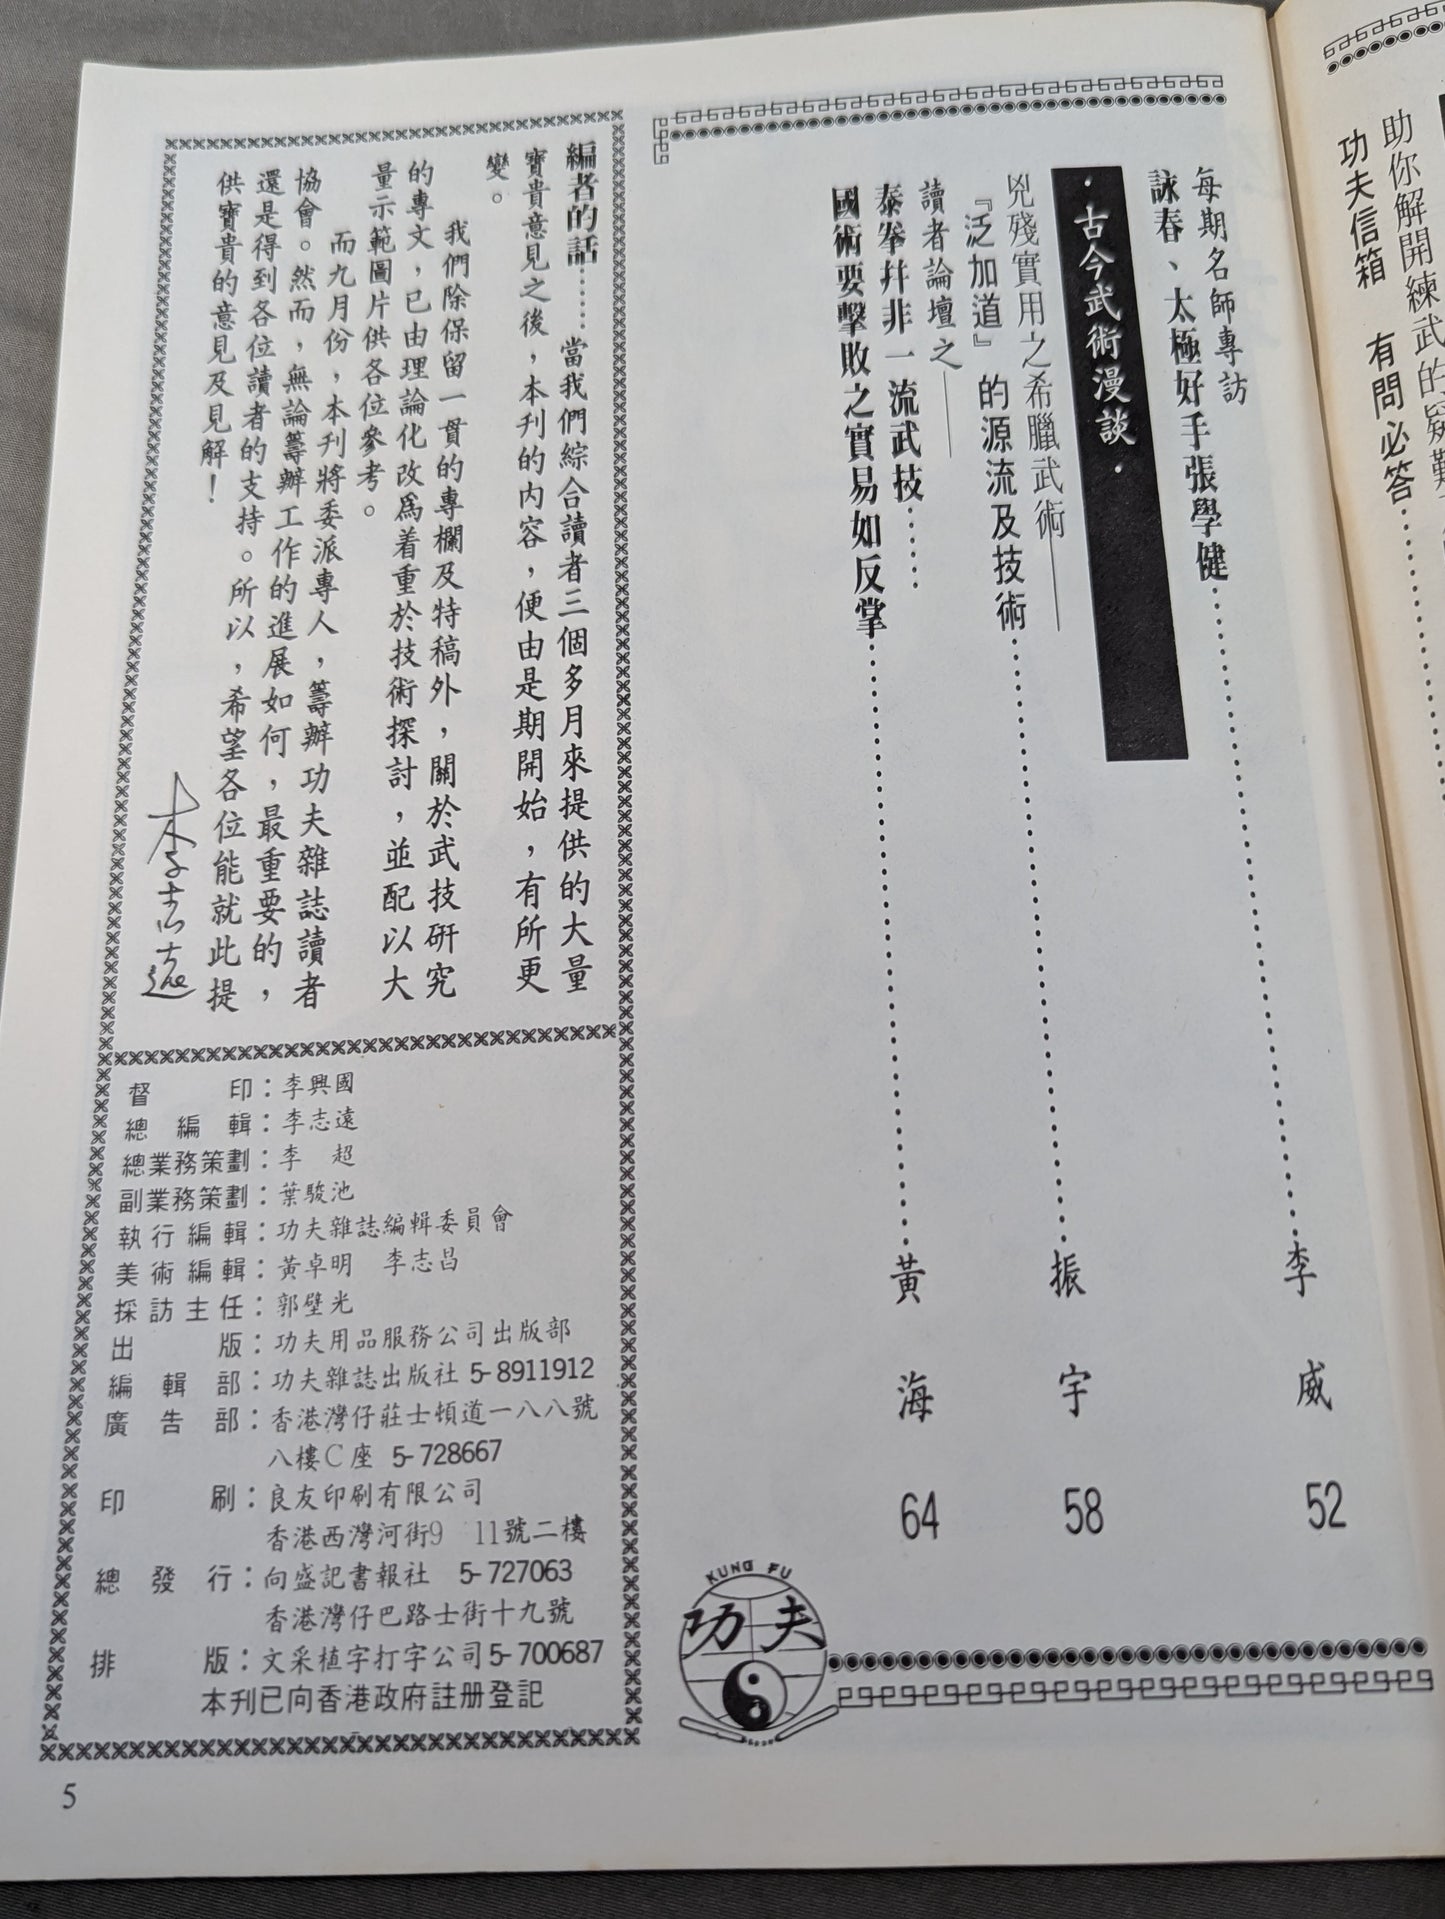 助你解開練武的疑難
功夫信箱 有問必答……
每期名師專訪
詠春、太極好手張學健……李威 52
·古今武術漫談·
兇殘實用之希臘武術——
『泛加道』的源流及技術……振宇 58
讀者論壇之——
泰拳幷非一流武技……
國術要擊敗之實易如反掌……黃海 64
KUNG FU
功夫
編者的話……當我們綜合讀者三個多月來提供的大量
寶貴意見之後，本刊的內容，便由是期開始，有所更
變。
我們除保留一貫的專欄及特稿外，關於武技研究
的專文，已由理論化改爲着重於技術探討，並配以大
量示範圖片供各位參考。
而九月份，本刊將委派專人，籌辦功夫雜誌讀者
協會。然而，無論籌辦工作的進展如何，最重要的，
還是得到各位讀者的支持。所以，希望各位能就此提
供寶貴的意見及見解！
李志遠
督印：李興國
總編輯：李志遠
總業務策劃：李 超
副業務策劃：葉駿池
執行編輯：功夫雜誌編輯委員會
美術編輯：黃卓明 李志昌
採訪主任：郭壁光
出版：功夫用品服務公司出版部
編輯部：功夫雜誌出版社 5-8911912
廣告部：香港灣仔莊士頓道一八八號
八樓C座 5-728667
印刷：良友印刷有限公司
香港西灣河街9 11號二樓
總發行：向盛記書報社 5-727063
香港灣仔巴路士街十九號
排版：文采植字打字公司5-700687
本刊已向香港政府註册登記
5